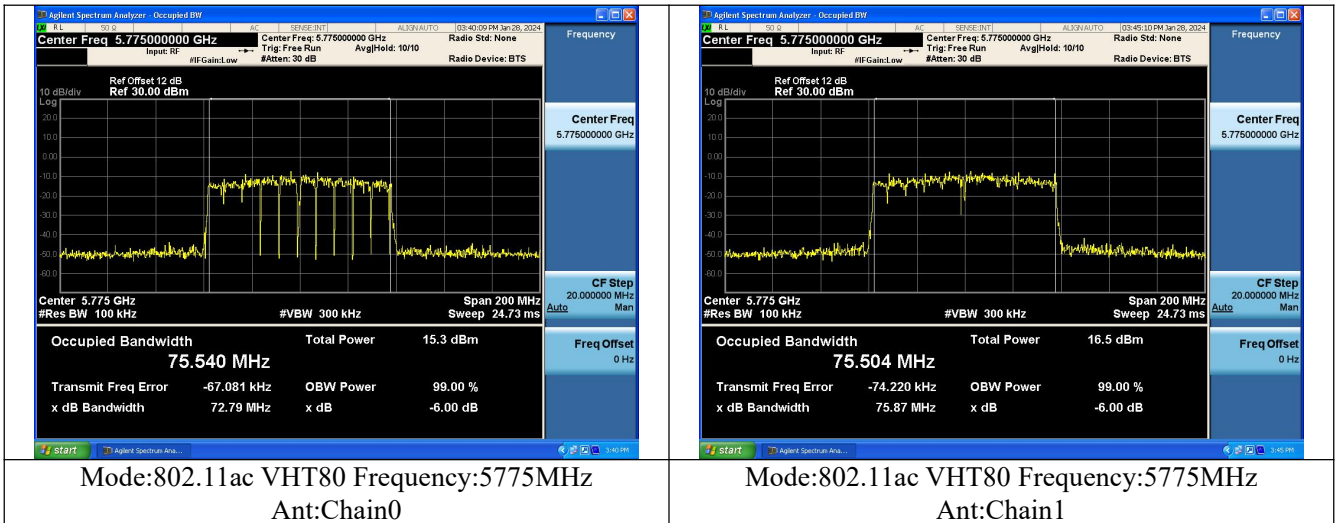 Agilent Spectrum Analyzer - Occupied BW
RL 50 Ω AC SENSE:INT ALIGNAUTO 03:40:09 PM Jan 28, 2024
Center Freq 5.775000000 GHz
Input: RF
#IFGain:Low
Center Freq: 5.775000000 GHz
Trig: Free Run Avg|Hold: 10/10
#Atten: 30 dB
Radio Std: None
Radio Device: BTS
Frequency
Ref Offset 12 dB
10 dB/div Ref 30.00 dBm
Log
20.0
10.0
0.00
-10.0
-20.0
-30.0
-40.0
-50.0
-60.0
Center Freq
5.775000000 GHz
CF Step
20.000000 MHz
Auto Man
Freq Offset
0 Hz
Center 5.775 GHz Span 200 MHz
#Res BW 100 kHz #VBW 300 kHz Sweep 24.73 ms
Occupied Bandwidth Total Power 15.3 dBm
75.540 MHz
Transmit Freq Error -67.081 kHz OBW Power 99.00 %
x dB Bandwidth 72.79 MHz x dB -6.00 dB
start Agilent Spectrum Ana... 3:40 PM
Mode:802.11ac VHT80 Frequency:5775MHz
Ant:Chain0
Agilent Spectrum Analyzer - Occupied BW
RL 50 Ω AC SENSE:INT ALIGNAUTO 03:45:10 PM Jan 28, 2024
Center Freq 5.775000000 GHz
Input: RF
#IFGain:Low
Center Freq: 5.775000000 GHz
Trig: Free Run Avg|Hold: 10/10
#Atten: 30 dB
Radio Std: None
Radio Device: BTS
Frequency
Ref Offset 12 dB
10 dB/div Ref 30.00 dBm
Log
20.0
10.0
0.00
-10.0
-20.0
-30.0
-40.0
-50.0
-60.0
Center Freq
5.775000000 GHz
CF Step
20.000000 MHz
Auto Man
Freq Offset
0 Hz
Center 5.775 GHz Span 200 MHz
#Res BW 100 kHz #VBW 300 kHz Sweep 24.73 ms
Occupied Bandwidth Total Power 16.5 dBm
75.504 MHz
Transmit Freq Error -74.220 kHz OBW Power 99.00 %
x dB Bandwidth 75.87 MHz x dB -6.00 dB
start Agilent Spectrum Ana... 3:45 PM
Mode:802.11ac VHT80 Frequency:5775MHz
Ant:Chain1